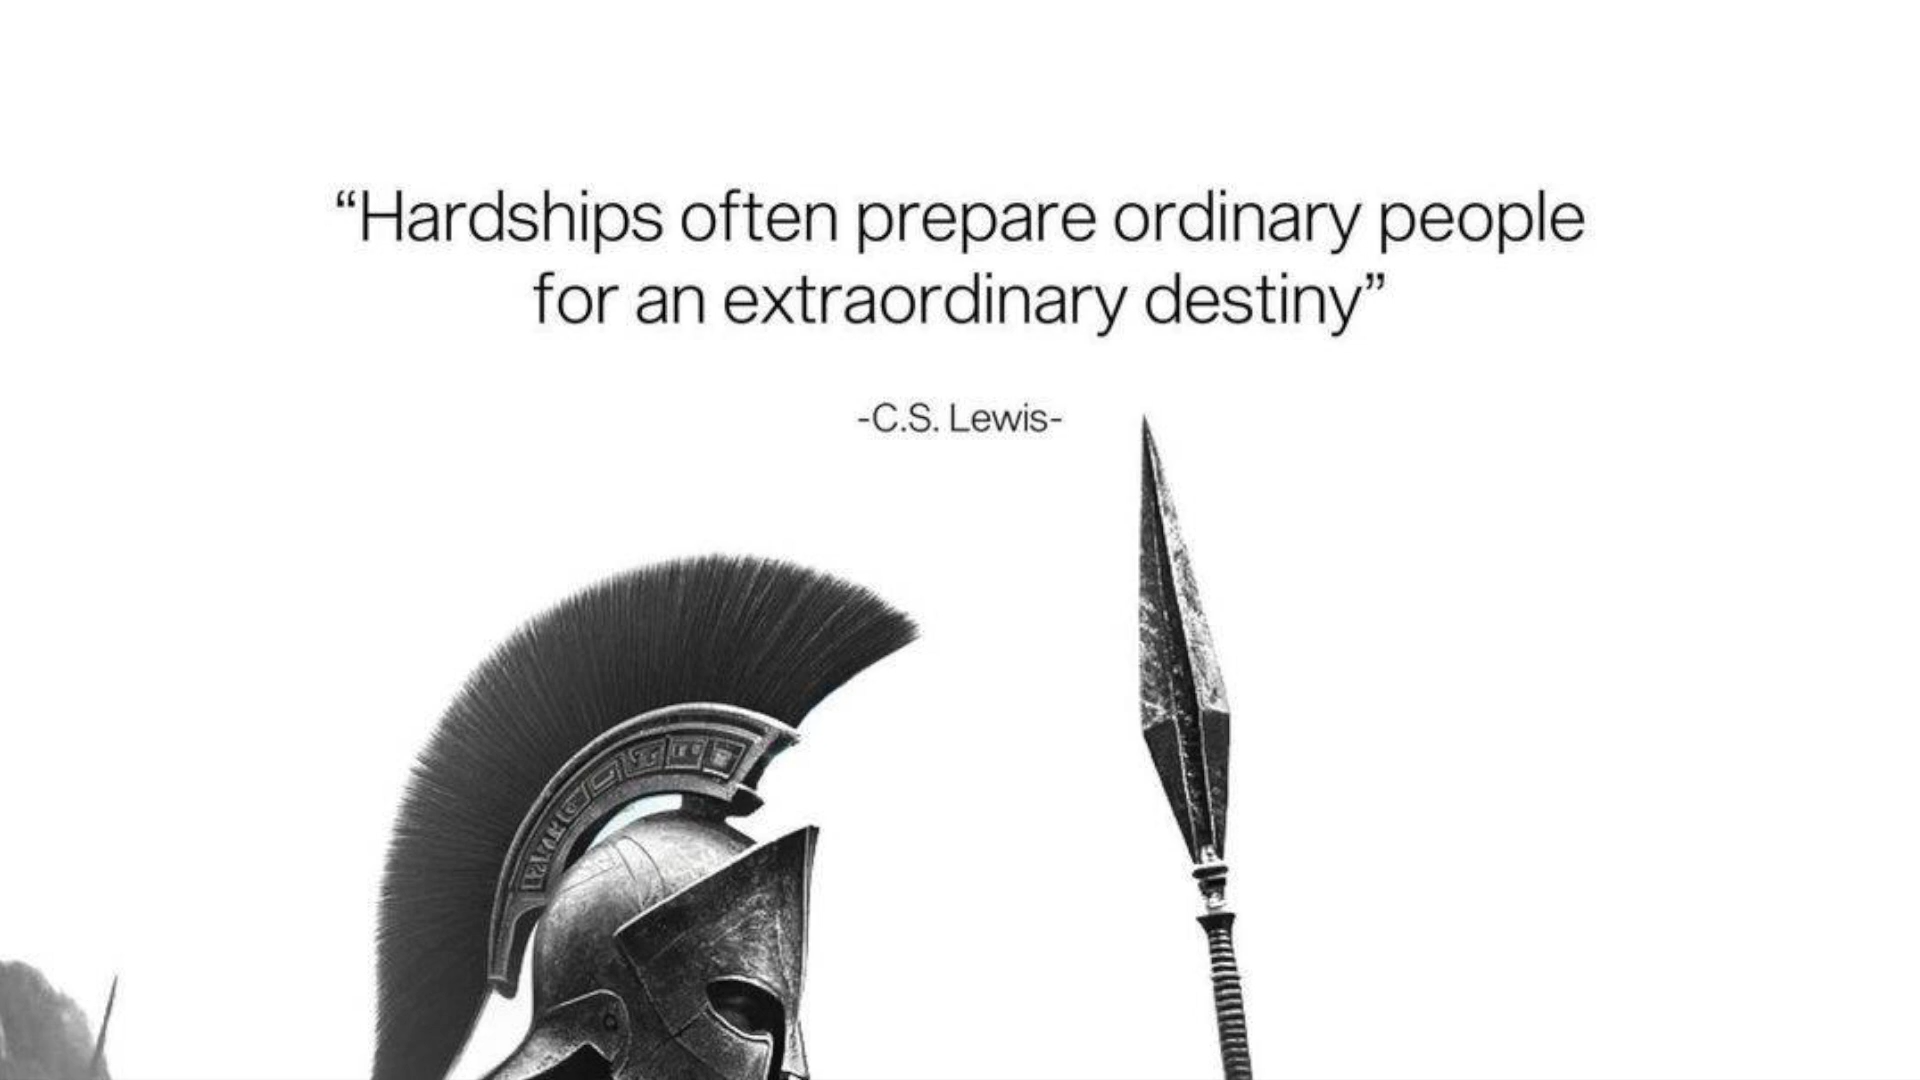 “Hardships often prepare ordinary people
for an extraordinary destiny”
-C.S. Lewis-